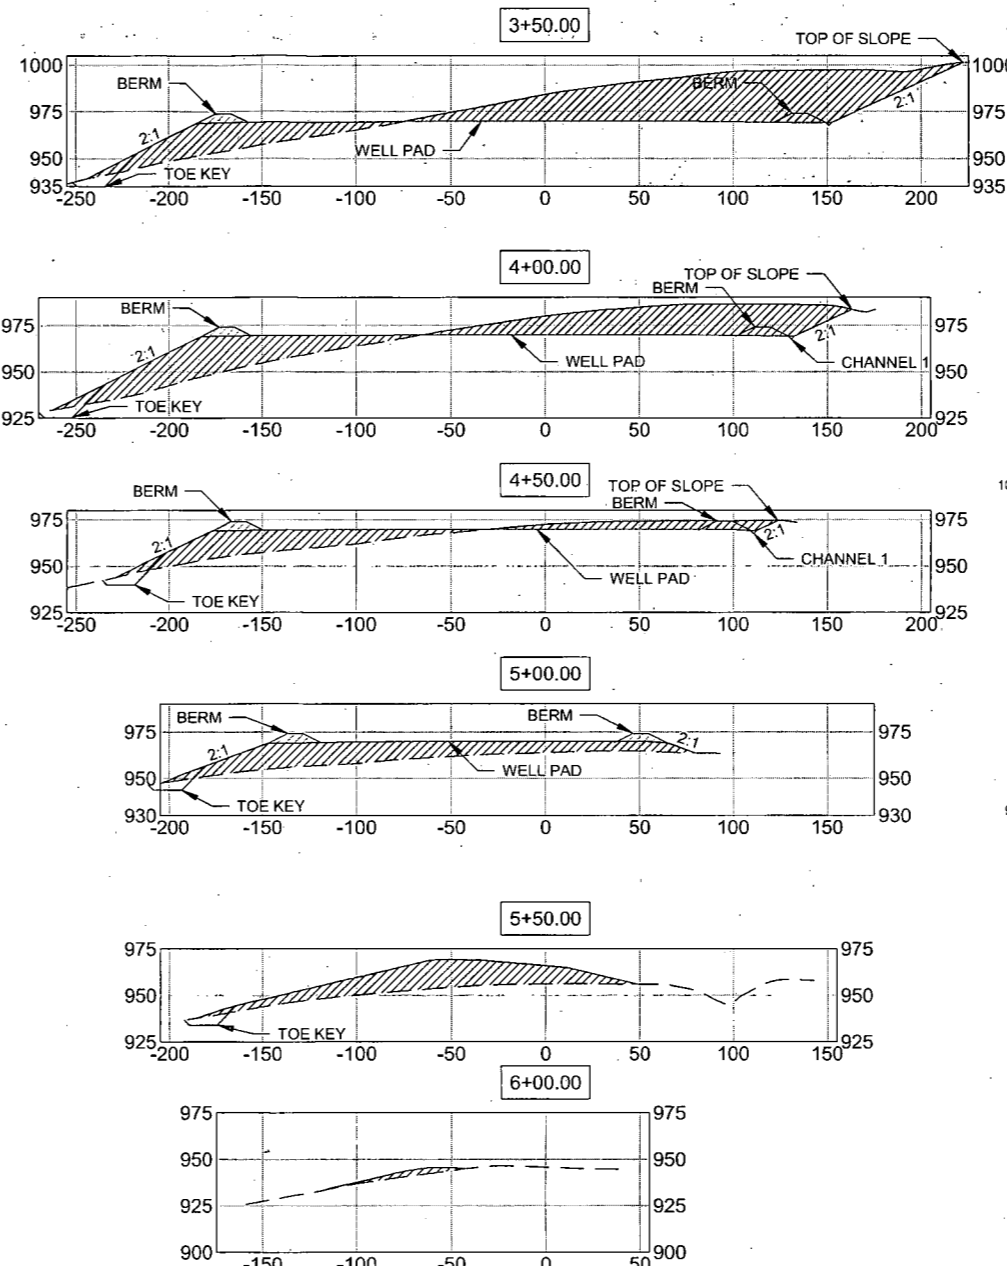 3+50.00
TOP OF SLOPE
1000 1000
BERM BERM
975 2:1 2:1 975
WELL PAD
950 950
TOE KEY
935 935
-250 -200 -150 -100 -50 0 50 100 150 200
4+00.00
TOP OF SLOPE
BERM
BERM
975 2:1 975
2:1
WELL PAD CHANNEL 1
950 950
TOE KEY
925 925
-250 -200 -150 -100 -50 0 50 100 150 200
4+50.00
TOP OF SLOPE
BERM BERM
975 975
2:1 2:1
CHANNEL 1
950 950
WELL PAD
TOE KEY
925 925
-250 -200 -150 -100 -50 0 50 100 150 200
5+00.00
BERM BERM
975 2:1 2:1 975
WELL PAD
950 950
TOE KEY
930 930
-200 -150 -100 -50 0 50 100 150
5+50.00
975 975
950 950
TOE KEY
925 925
-200 -150 -100 -50 0 50 100 150
6+00.00
975 975
950 950
925 925
900 900
-150 -100 -50 0 50